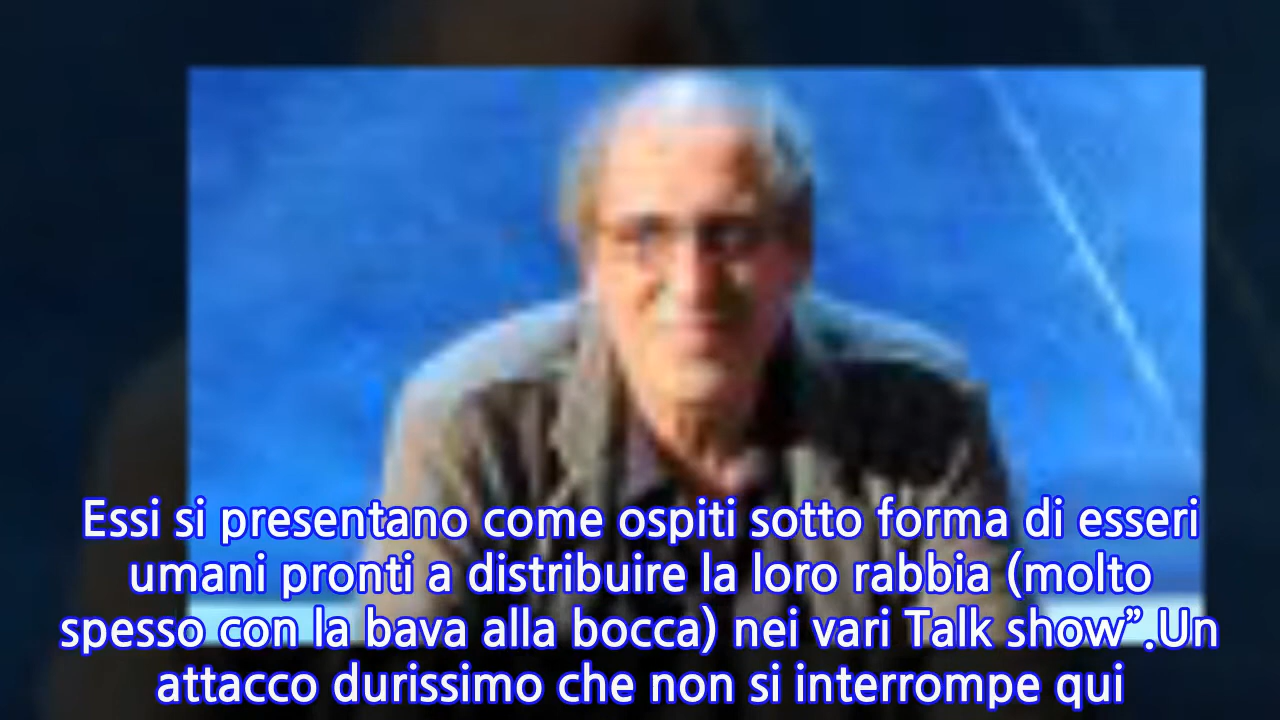 Essi si presentano come ospiti sotto forma di esseri
umani pronti a distribuire la loro rabbia (molto
spesso con la bava alla bocca) nei vari Talk show”.Un
attacco durissimo che non si interrompe qui